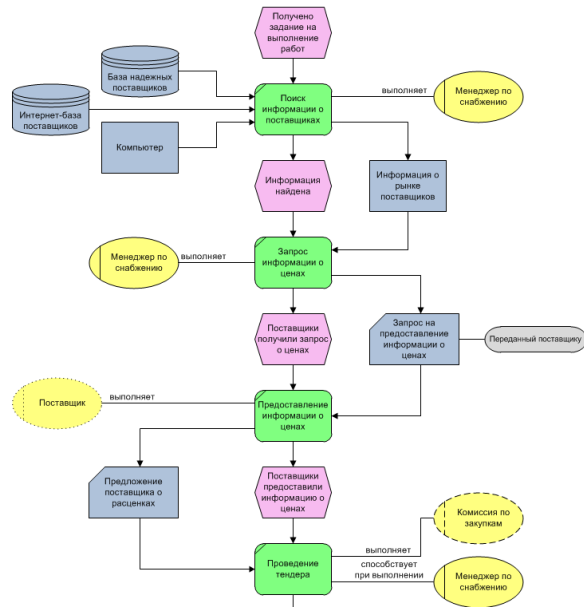 Получено
задание на
выполнение
работ
База надежных
поставщиков
Интернет-база
поставщиков
Компьютер
Поиск
информации о
поставщиках
выполняет
Менеджер по
снабжению
Информация
найдена
Информация о
рынке
поставщиков
Менеджер по
снабжению
выполняет
Запрос
информации о
ценах
Поставщики
получили запрос
о ценах
Запрос на
предоставление
информации о
ценах
Переданный поставщику
Поставщик
выполняет
Предоставление
информации о
ценах
Предложение
поставщика о
расценках
Поставщики
предоставили
информацию о
ценах
Комиссия по
закупкам
Проведение
тендера
выполняет
способствует
при выполнении
Менеджер по
снабжению